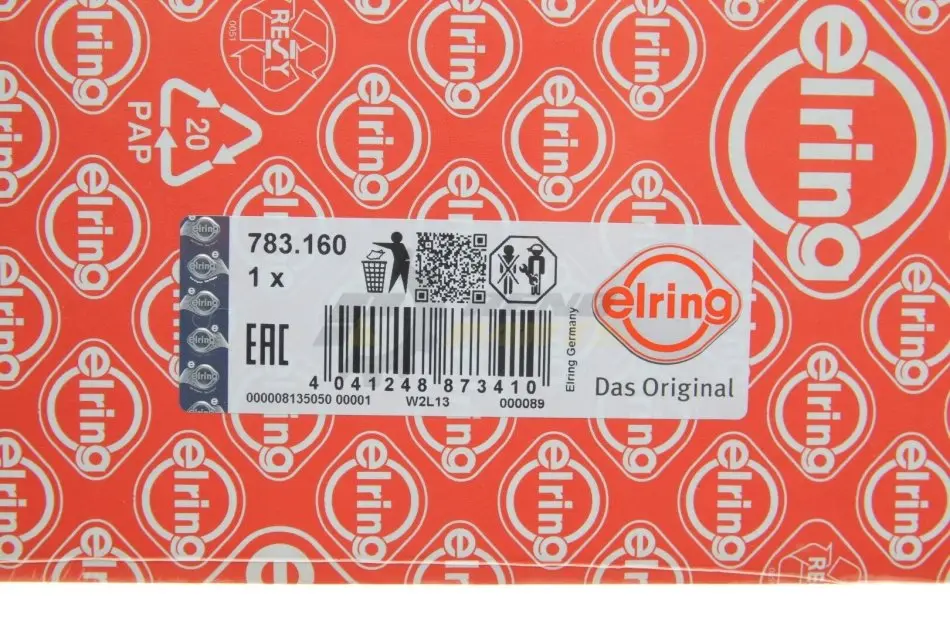 elring
RESY
0051
20
PAP
783.160
1 x
EAC
4 041248 873410
000008135050 00001
W2L13
000089
Elring Germany
elring
Das Original